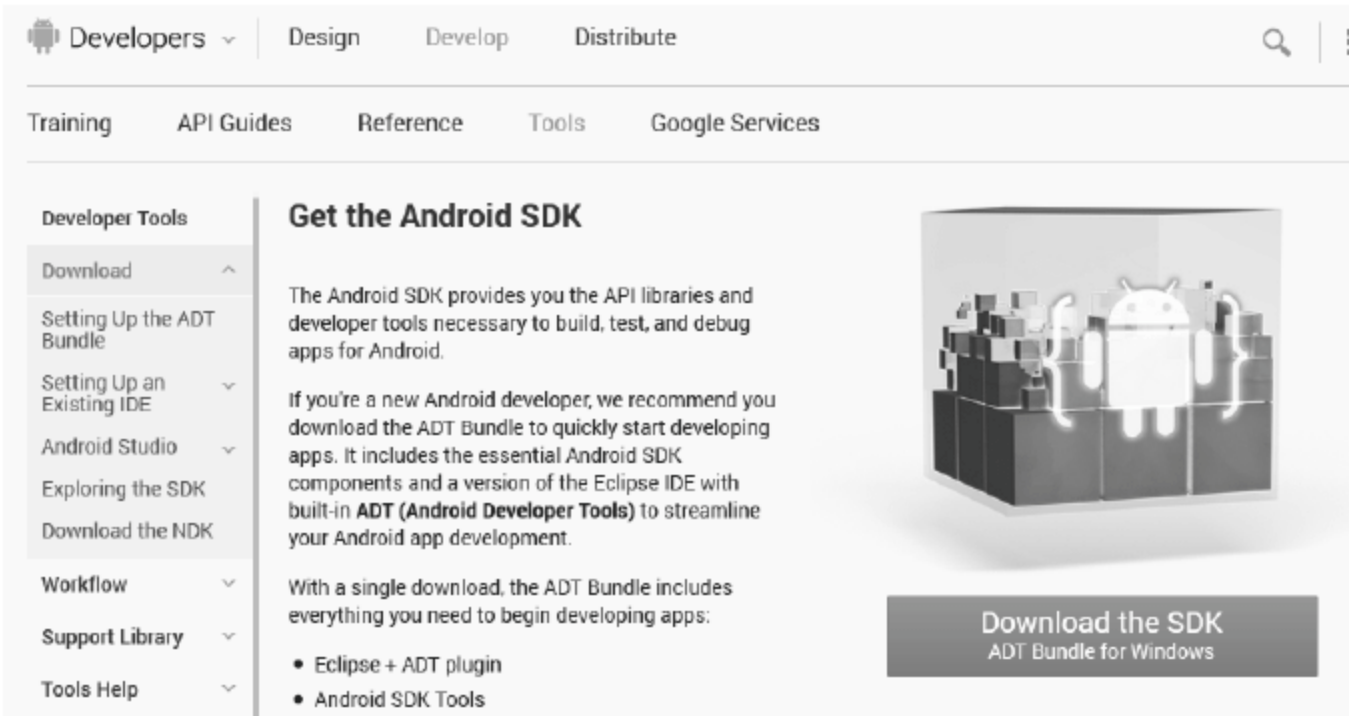 Developers Design Develop Distribute
Training API Guides Reference Tools Google Services
Developer Tools
Download
Setting Up the ADT
Bundle
Setting Up an
Existing IDE
Android Studio
Exploring the SDK
Download the NDK
Workflow
Support Library
Tools Help
Get the Android SDK
The Android SDK provides you the API libraries and
developer tools necessary to build, test, and debug
apps for Android.
If you're a new Android developer, we recommend you
download the ADT Bundle to quickly start developing
apps. It includes the essential Android SDK
components and a version of the Eclipse IDE with
built-in ADT (Android Developer Tools) to streamline
your Android app development.
With a single download, the ADT Bundle includes
everything you need to begin developing apps:
• Eclipse + ADT plugin
• Android SDK Tools
Download the SDK
ADT Bundle for Windows